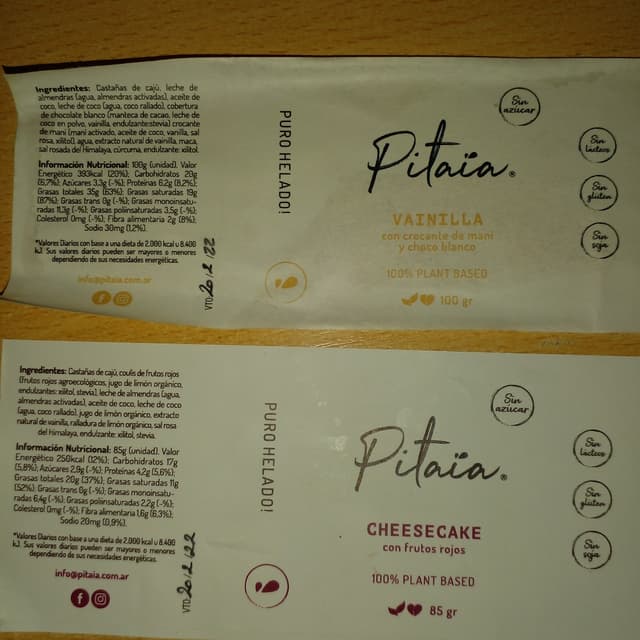 Ingredientes: Castañas de cajú, leche de
almendras (agua, almendras activadas), aceite de
coco, leche de coco (agua, coco rallado), cobertura
de chocolate blanco (manteca de cacao, leche de
coco en polvo, vainilla, endulzante:stevia) crocante
de maní (maní activado, aceite de coco, vainilla, sal
rosa, xilitol), agua, extracto natural de vainilla, maca,
sal rosada del Himalaya, cúrcuma, endulzante: xilitol.
Información Nutricional: 100g (unidad). Valor
Energético 393kcal (20%); Carbohidratos 20g
(6,7%); Azúcares 3,3g (-%); Proteínas 6.2g (8.2%);
Grasas totales 35g (63%); Grasas saturadas 19g
(87%); Grasas trans 0g (-%); Grasas monoinsatu-
radas 11,3g (-%); Grasas poliinsaturadas 3,5g (-%);
Colesterol 0mg (-%); Fibra alimentaria 2g (8%);
Sodio 30mg (1,2%).
*Valores Diarios con base a una dieta de 2.000 kcal u 8.400
kJ. Sus valores diarios pueden ser mayores o menores
dependiendo de sus necesidades energéticas.
info@pitaia.com.ar
VTO
20/12/22
PURO HELADO!
Sin azúcar
Pitaïa®
Sin lácteos
Sin gluten
Sin soja
VAINILLA
con crocante de maní
y choco blanco
100% PLANT BASED
100 gr
Ingredientes: Castañas de cajú, coulis de frutos rojos
(frutos rojos agroecológicos, jugo de limón orgánico,
endulzantes: xilitol, stevia), leche de almendras (agua,
almendras activadas), aceite de coco, leche de coco
(agua, coco rallado), jugo de limón orgánico, extracto
natural de vainilla, ralladura de limón orgánico, sal rosa
del Himalaya, endulzante: xilitol, stevia.
Información Nutricional: 85g (unidad). Valor
Energético 250kcal (12%); Carbohidratos 17g
(5,8%); Azúcares 2,9g (-%); Proteínas 4,2g (5,6%);
Grasas totales 20g (37%); Grasas saturadas 11g
(52%); Grasas trans 0g (-%); Grasas monoinsatu-
radas 6,4g (-%); Grasas poliinsaturadas 2,2g (-%);
Colesterol 0mg (-%); Fibra alimentaria 1,6g (6,3%);
Sodio 20mg (0,9%).
*Valores Diarios con base a una dieta de 2.000 kcal u 8.400
kJ. Sus valores diarios pueden ser mayores o menores
dependiendo de sus necesidades energéticas.
info@pitaia.com.ar
VTO
20/12/22
PURO HELADO!
Sin azúcar
Pitaïa®
Sin lácteos
Sin gluten
Sin soja
CHEESECAKE
con frutos rojos
100% PLANT BASED
85 gr